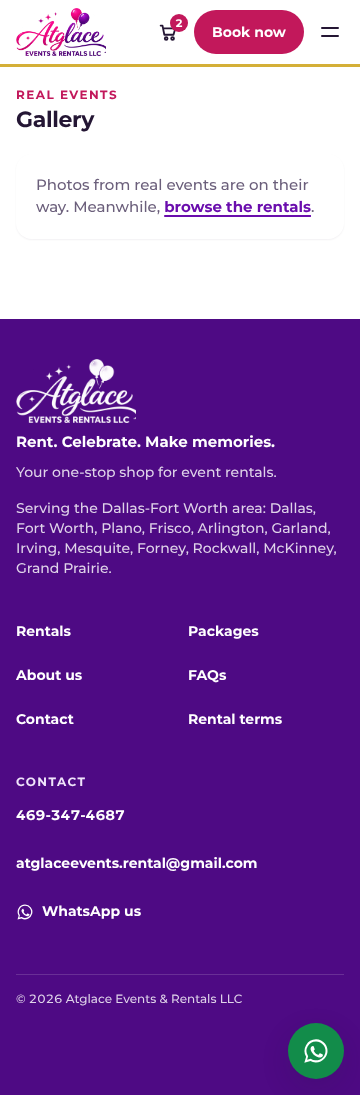 Atglace
EVENTS & RENTALS LLC
2
Book now
REAL EVENTS
Gallery
Photos from real events are on their
way. Meanwhile, browse the rentals.
Atglace
EVENTS & RENTALS LLC
Rent. Celebrate. Make memories.
Your one-stop shop for event rentals.
Serving the Dallas-Fort Worth area: Dallas,
Fort Worth, Plano, Frisco, Arlington, Garland,
Irving, Mesquite, Forney, Rockwall, McKinney,
Grand Prairie.
Rentals
Packages
About us
FAQs
Contact
Rental terms
CONTACT
469-347-4687
atglaceevents.rental@gmail.com
WhatsApp us
© 2026 Atglace Events & Rentals LLC